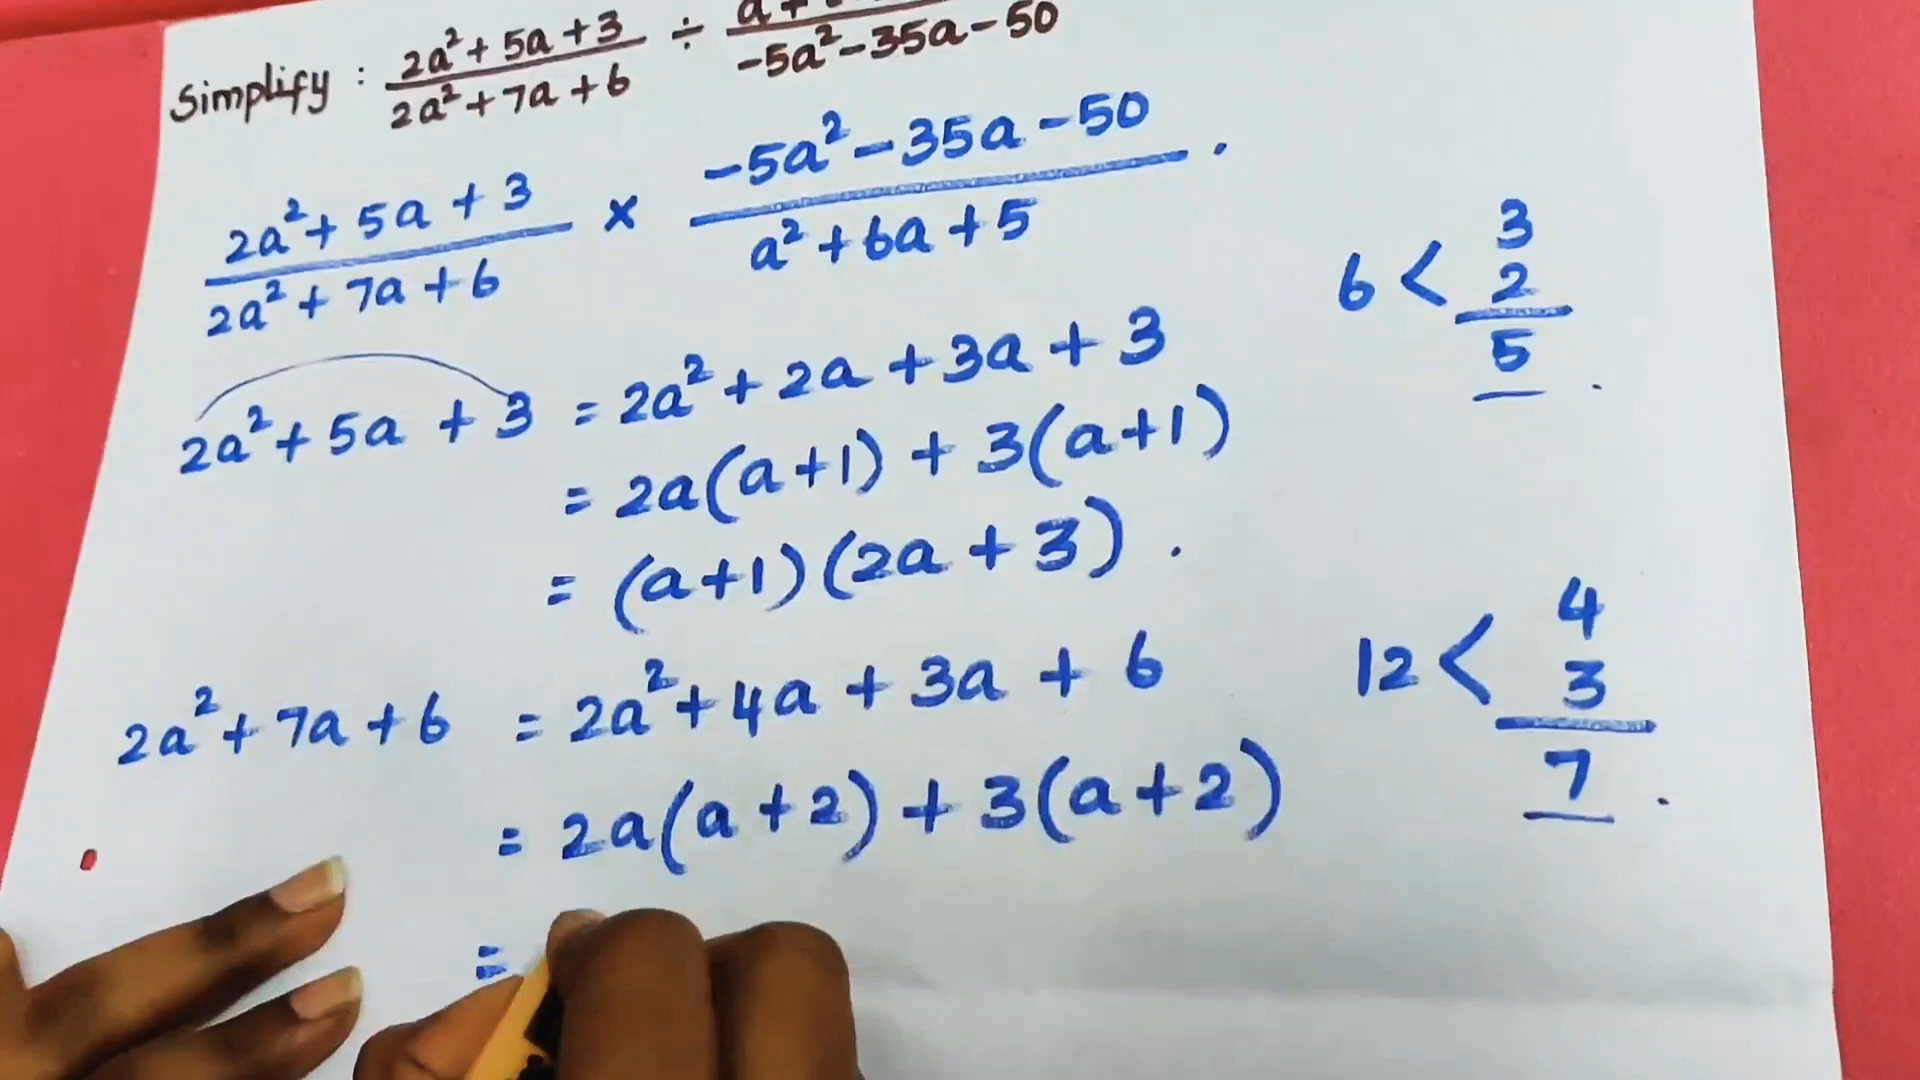 Simplify : 2a² + 5a + 3 / 2a² + 7a + 6 ÷ a + / -5a² - 35a - 50
2a² + 5a + 3 / 2a² + 7a + 6 × -5a² - 35a - 50 / a² + 6a + 5 .
2a² + 5a + 3 = 2a² + 2a + 3a + 3
= 2a(a+1) + 3(a+1)
= (a+1)(2a + 3) .
6 < 3
2
5 .
2a² + 7a + 6 = 2a² + 4a + 3a + 6
= 2a(a+2) + 3(a+2)
=
12 < 4
3
7 .